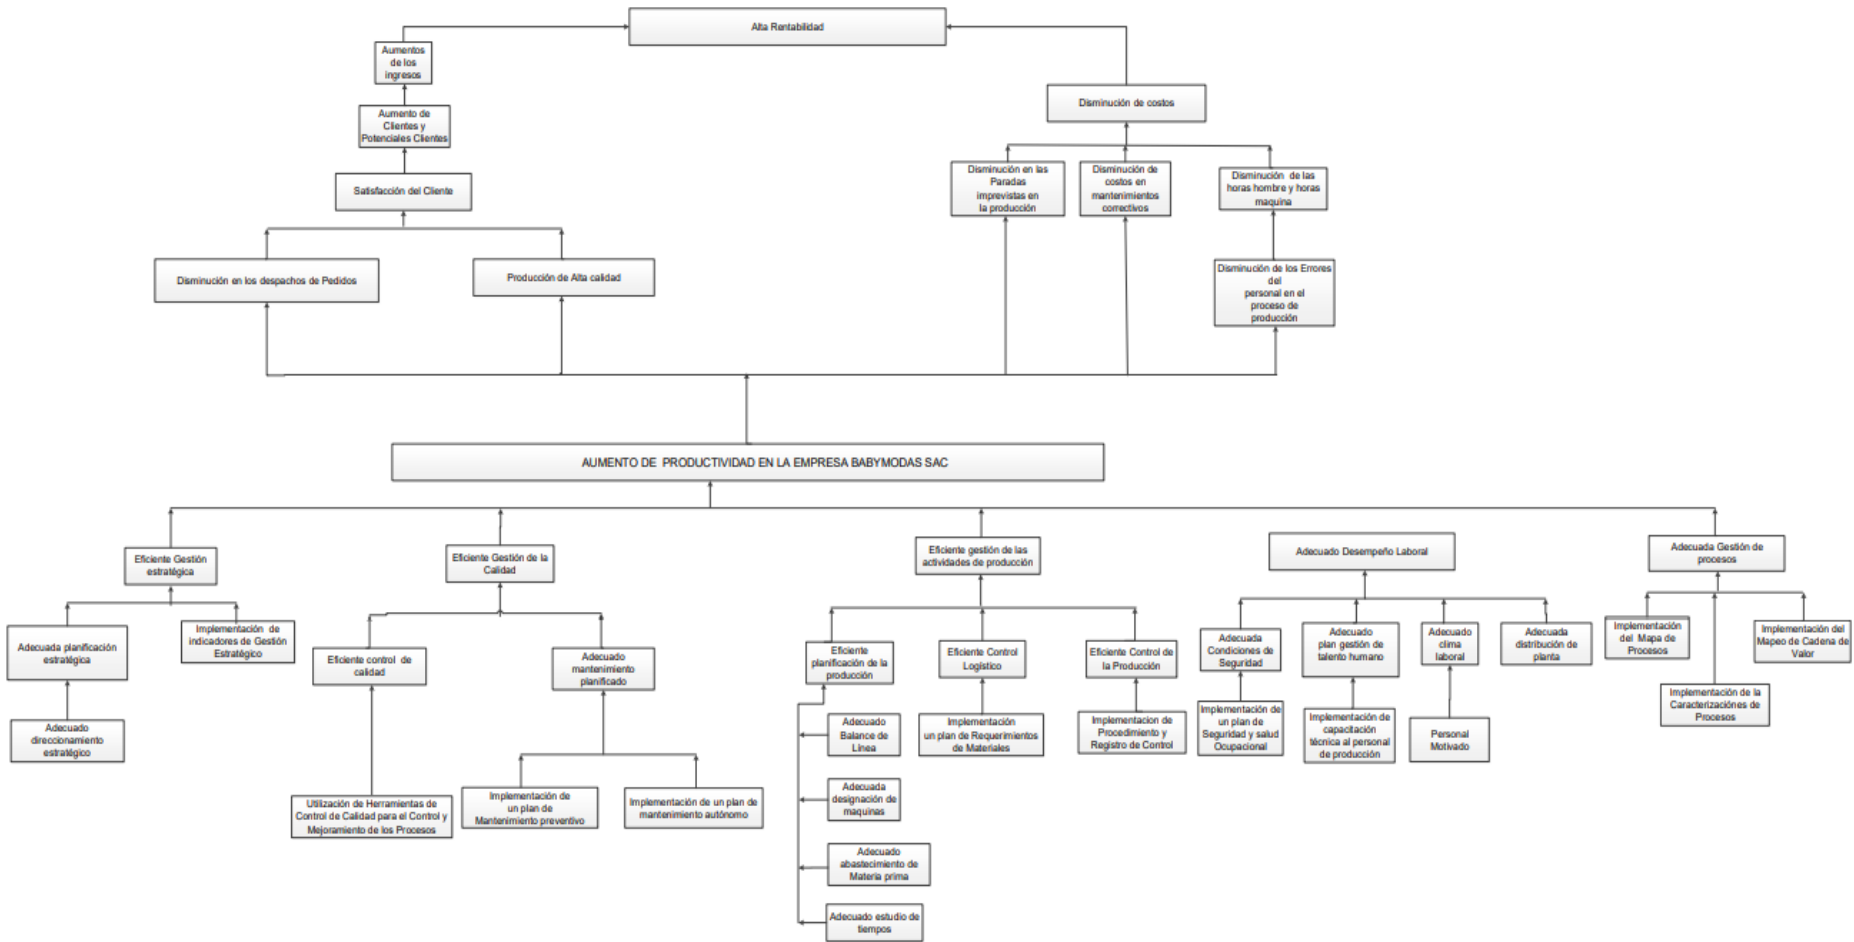 Alta Rentabilidad
Aumentos
de los
ingresos
Disminución de costos
Aumento de
Clientes y
Potenciales Clientes
Satisfacción del Cliente
Disminución en las
Paradas
imprevistas en
la producción
Disminución de
costos en
mantenimientos
correctivos
Disminución de las
horas hombre y horas
maquina
Disminución en los despachos de Pedidos
Producción de Alta calidad
Disminución de los Errores
del
personal en el
proceso de
producción
AUMENTO DE PRODUCTIVIDAD EN LA EMPRESA BABYMODAS SAC
Eficiente Gestión
estratégica
Eficiente Gestión de la
Calidad
Eficiente gestión de las
actividades de producción
Adecuado Desempeño Laboral
Adecuada Gestión de
procesos
Adecuada planificación
estratégica
Implementación de
indicadores de Gestión
Estratégico
Eficiente control de
calidad
Adecuado
mantenimiento
planificado
Eficiente
planificación de la
producción
Eficiente Control
Logístico
Eficiente Control de
la Producción
Adecuada
Condiciones de
Seguridad
Adecuado
plan gestión de
talento humano
Adecuado
clima
laboral
Adecuada
distribución de
planta
Implementación
del Mapa de
Procesos
Implementación del
Mapeo de Cadena de
Valor
Adecuado
direccionamiento
estratégico
Adecuado
Balance de
Línea
Implementación
un plan de Requerimientos
de Materiales
Implementacion de
Procedimiento y
Registro de Control
Implementación de
un plan de
Seguridad y salud
Ocupacional
Implementación de
capacitación
técnica al personal
de producción
Personal
Motivado
Implementación de la
Caracterizaciónes de
Procesos
Utilización de Herramientas de
Control de Calidad para el Control y
Mejoramiento de los Procesos
Implementación de
un plan de
Mantenimiento preventivo
Implementación de un plan de
mantenimiento autónomo
Adecuada
designación de
maquinas
Adecuado
abastecimiento de
Materia prima
Adecuado estudio de
tiempos